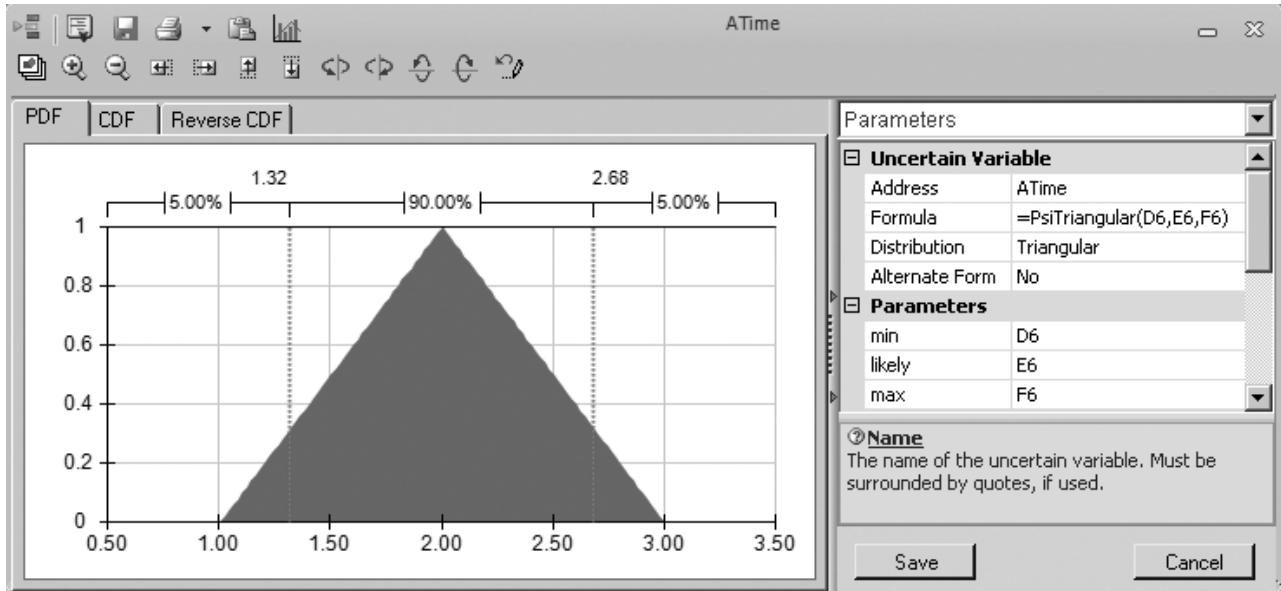 ATime
PDF
CDF
Reverse CDF
1.32
2.68
5.00%
90.00%
5.00%
1
0.8
0.6
0.4
0.2
0
0.50
1.00
1.50
2.00
2.50
3.00
3.50
Parameters
Uncertain Variable
Address ATime
Formula =PsiTriangular(D6,E6,F6)
Distribution Triangular
Alternate Form No
Parameters
min D6
likely E6
max F6
Name
The name of the uncertain variable. Must be
surrounded by quotes, if used.
Save
Cancel